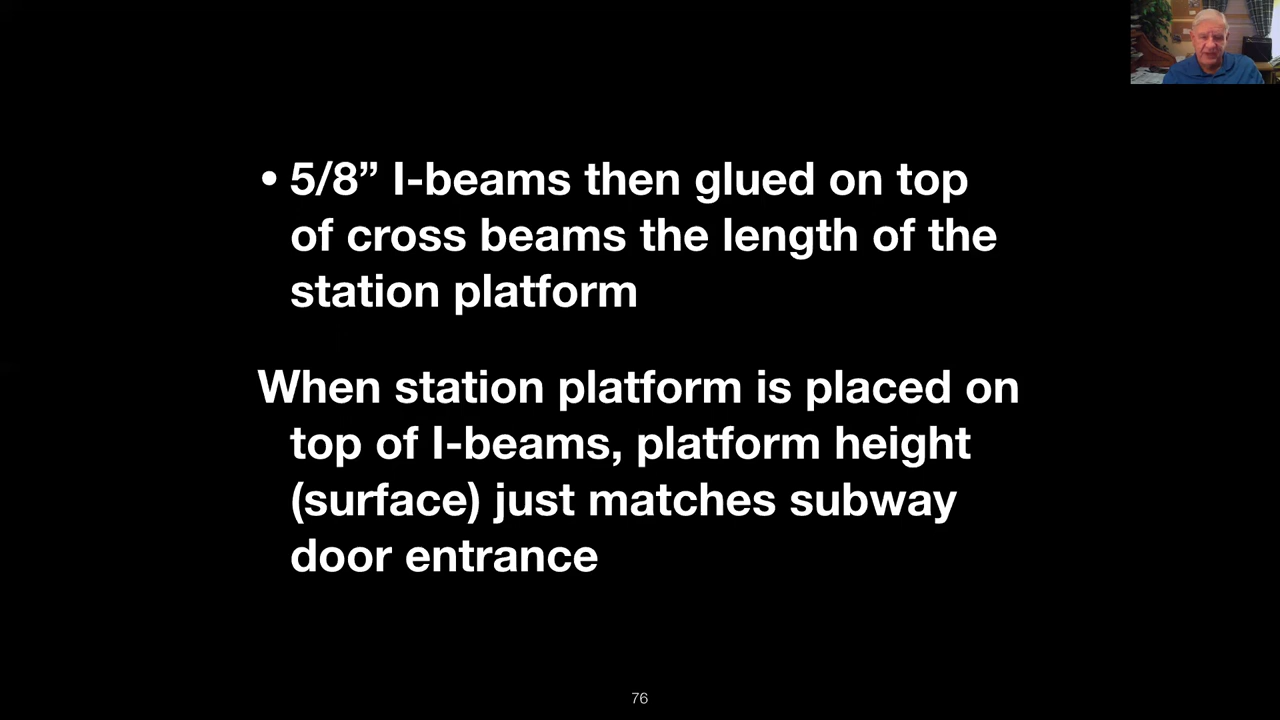 • 5/8” I-beams then glued on top
of cross beams the length of the
station platform
When station platform is placed on
top of I-beams, platform height
(surface) just matches subway
door entrance
76